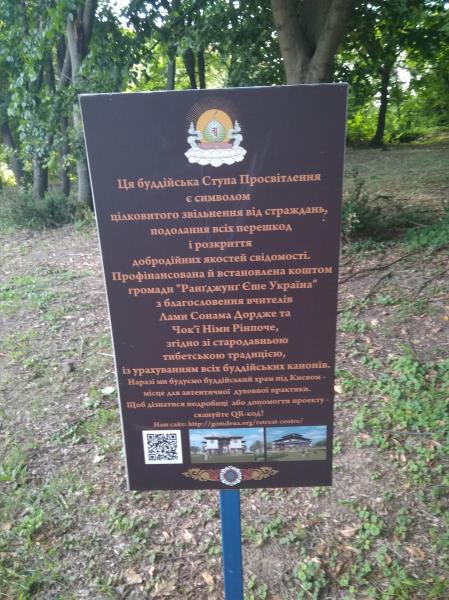 Ця буддійська Ступа Просвітлення
є символом
цілковитого звільнення від страждань,
подолання всіх перешкод
і розкриття
добродійних якостей свідомості.
Профінансована й встановлена коштом
громади "Ранґджунґ Єше Україна"
з благословення вчителів
Лами Сонама Дордже та
Чок'ї Німи Рінпоче,
згідно зі стародавньою
тибетською традицією,
із урахуванням всіх буддійських канонів.
Наразі ми будуємо буддійський храм під Києвом -
місце для автентичної духовної практики.
Щоб дізнатися подробиці або допомогти проекту -
скануйте QR-код!
Наш сайт: http://gomdeua.org/retreat-centre/